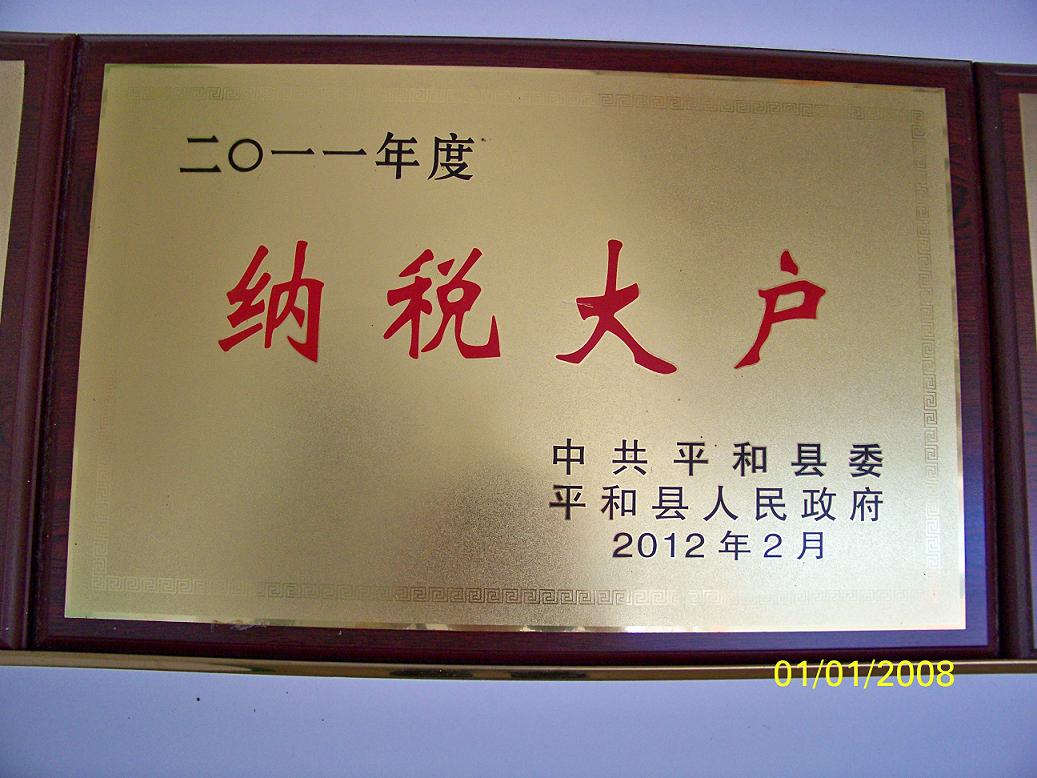 二〇一一年度
纳税大户
中共平和县委
平和县人民政府
2012年2月
01/01/2008